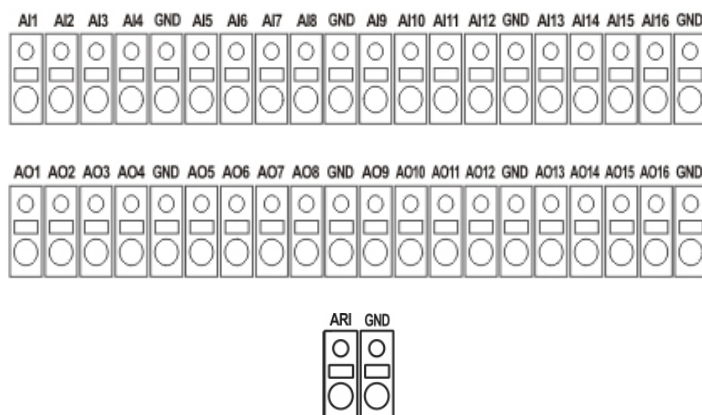 AI1 AI2 AI3 AI4 GND AI5 AI6 AI7 AI8 GND AI9 AI10 AI11 AI12 GND AI13 AI14 AI15 AI16 GND
AO1 AO2 AO3 AO4 GND AO5 AO6 AO7 AO8 GND AO9 AO10 AO11 AO12 GND AO13 AO14 AO15 AO16 GND
ARI GND